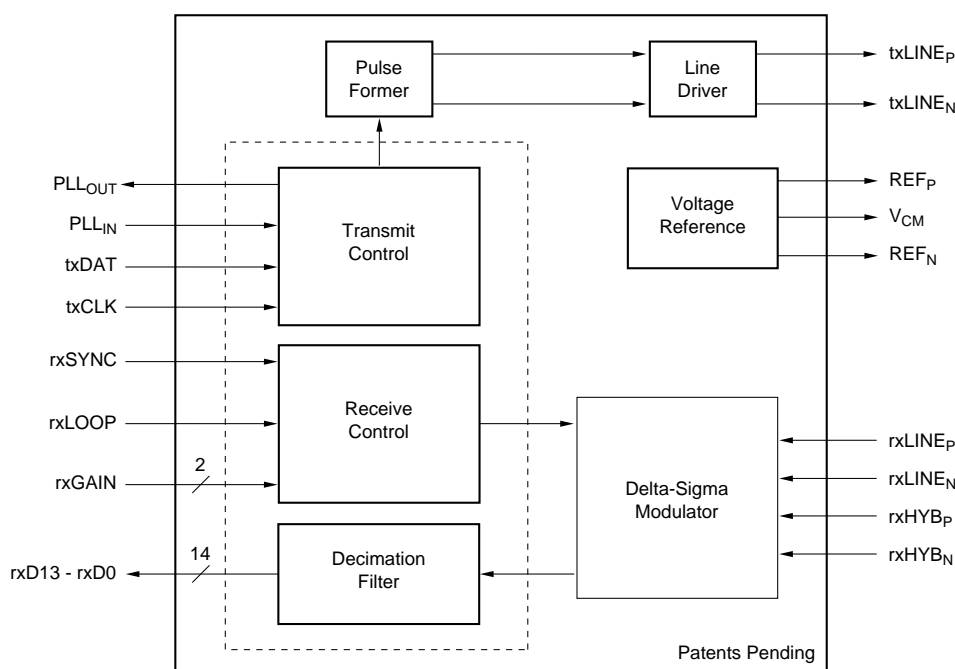 Pulse
Former
Line
Driver
txLINEP
txLINEN
PLLOUT
PLLIN
txDAT
txCLK
Transmit
Control
Voltage
Reference
REFP
VCM
REFN
rxSYNC
rxLOOP
rxGAIN
2
Receive
Control
Delta-Sigma
Modulator
rxLINEP
rxLINEN
rxHYBP
rxHYBN
rxD13 - rxD0
14
Decimation
Filter
Patents Pending